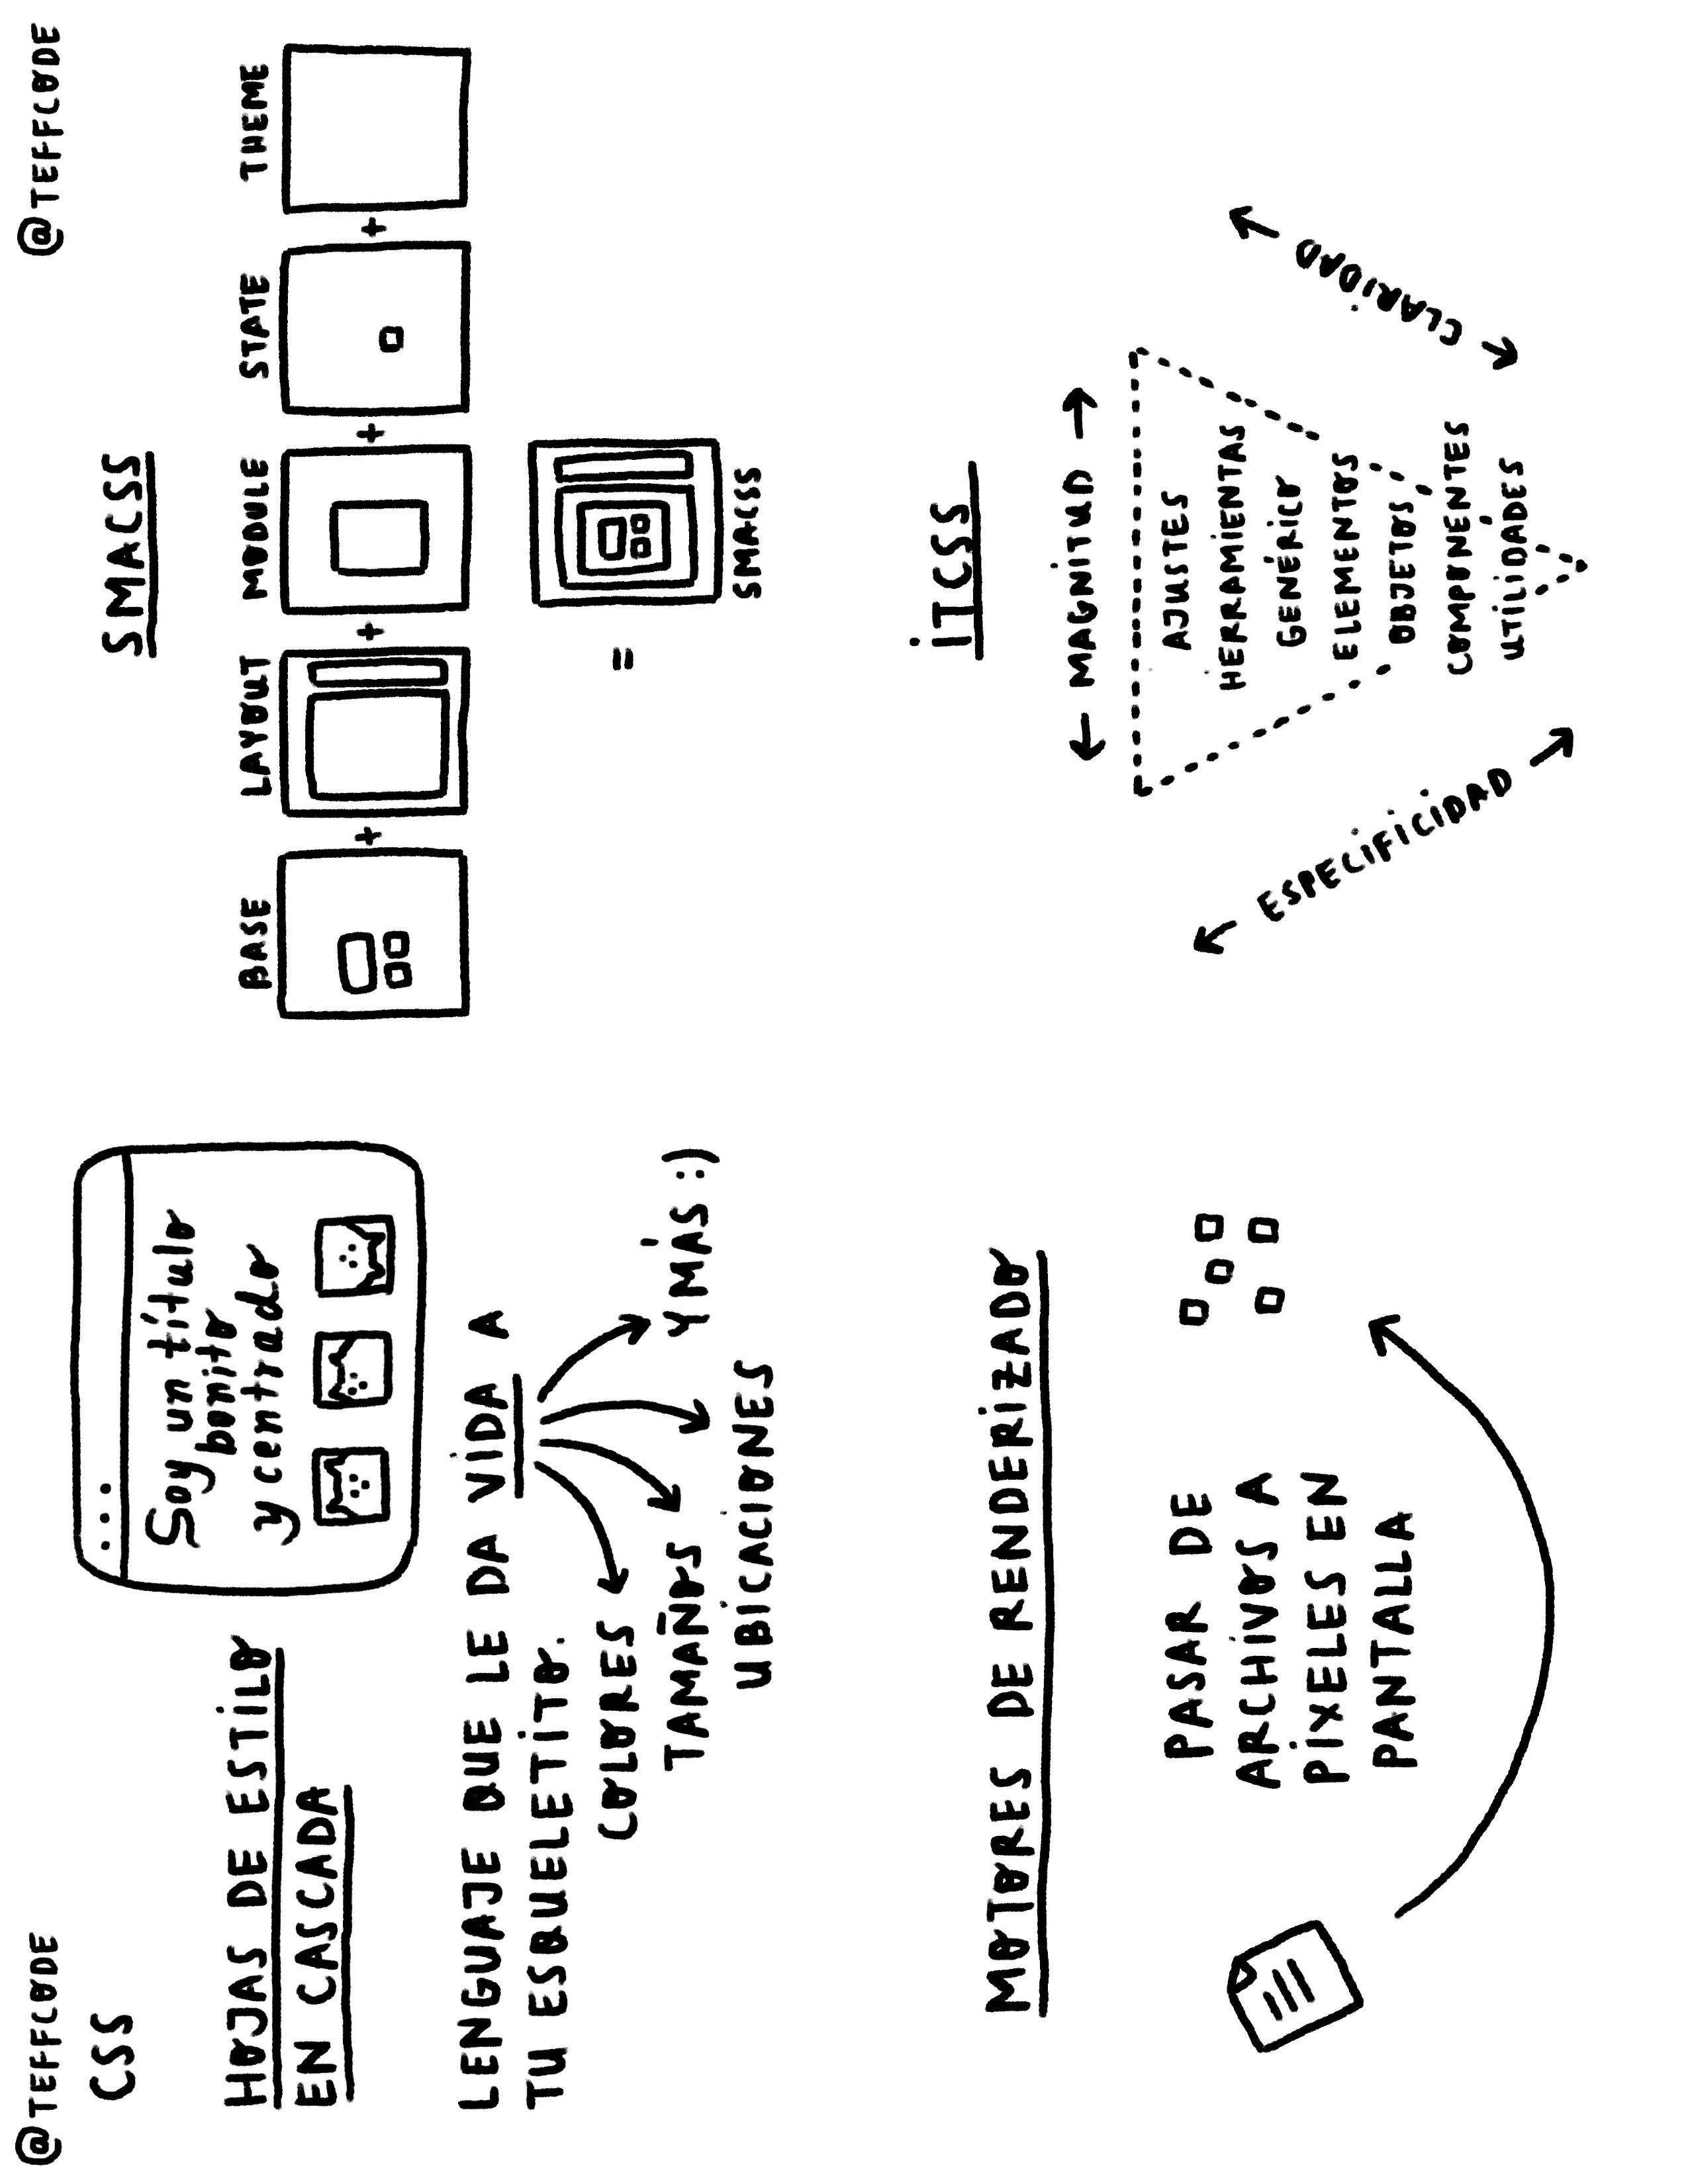 @TEFFCODE
CSS
HOJAS DE ESTILO
EN CASCADA
Soy un título
bonito
y centrado
LENGUAJE QUE LE DA VIDA A
TU ESQUELETITO.
COLORES
TAMAÑOS
UBICACIONES
Y MÁS :)
MOTORES DE RENDERIZADO
PASAR DE
ARCHIVOS A
PÍXELES EN
PANTALLA
@TEFFCODE
SMACSS
BASE + LAYOUT + MODULE + STATE + THEME
= SMACSS
ITCSS
MAGNITUD
ESPECIFICIDAD
CLARIDAD
AJUSTES
HERRAMIENTAS
GENÉRICO
ELEMENTOS
OBJETOS
COMPONENTES
UTILIDADES